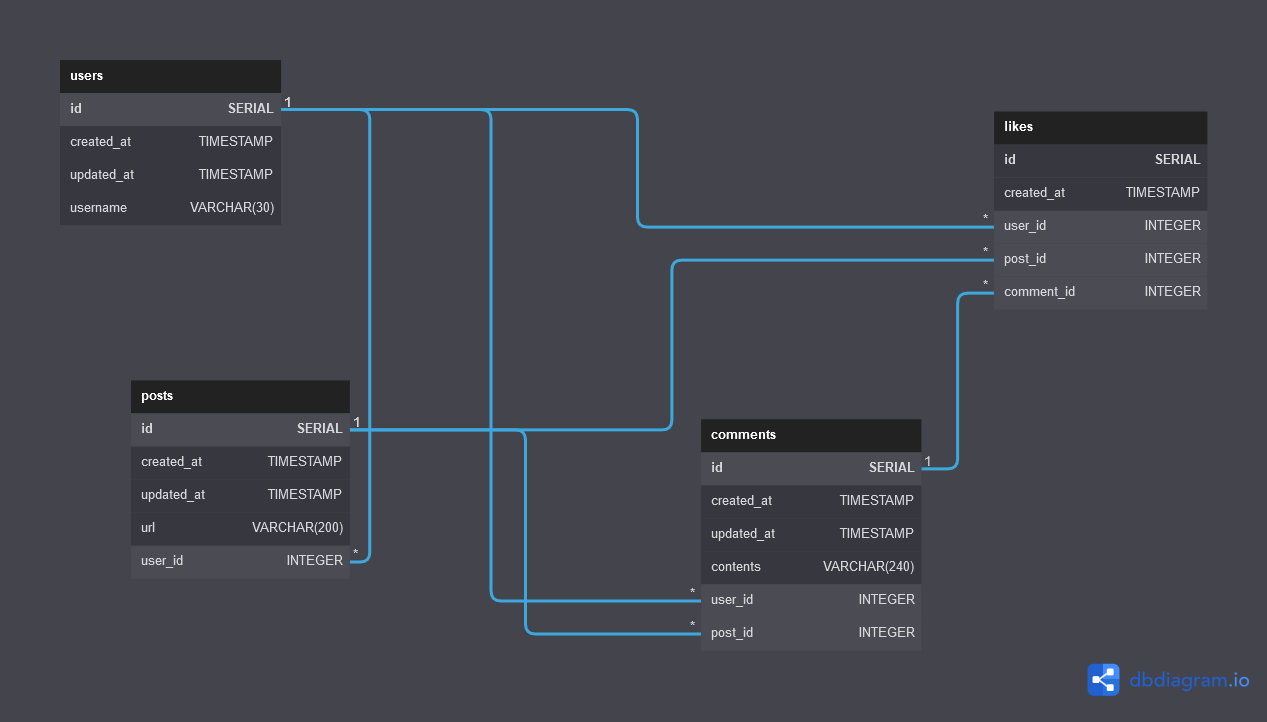 users
id SERIAL 1
created_at TIMESTAMP
updated_at TIMESTAMP
username VARCHAR(30)
likes
id SERIAL
created_at TIMESTAMP
* user_id INTEGER
* post_id INTEGER
* comment_id INTEGER
posts
id SERIAL 1
created_at TIMESTAMP
updated_at TIMESTAMP
url VARCHAR(200)
user_id INTEGER *
comments
id SERIAL 1
created_at TIMESTAMP
updated_at TIMESTAMP
contents VARCHAR(240)
* user_id INTEGER
* post_id INTEGER
dbdiagram.io